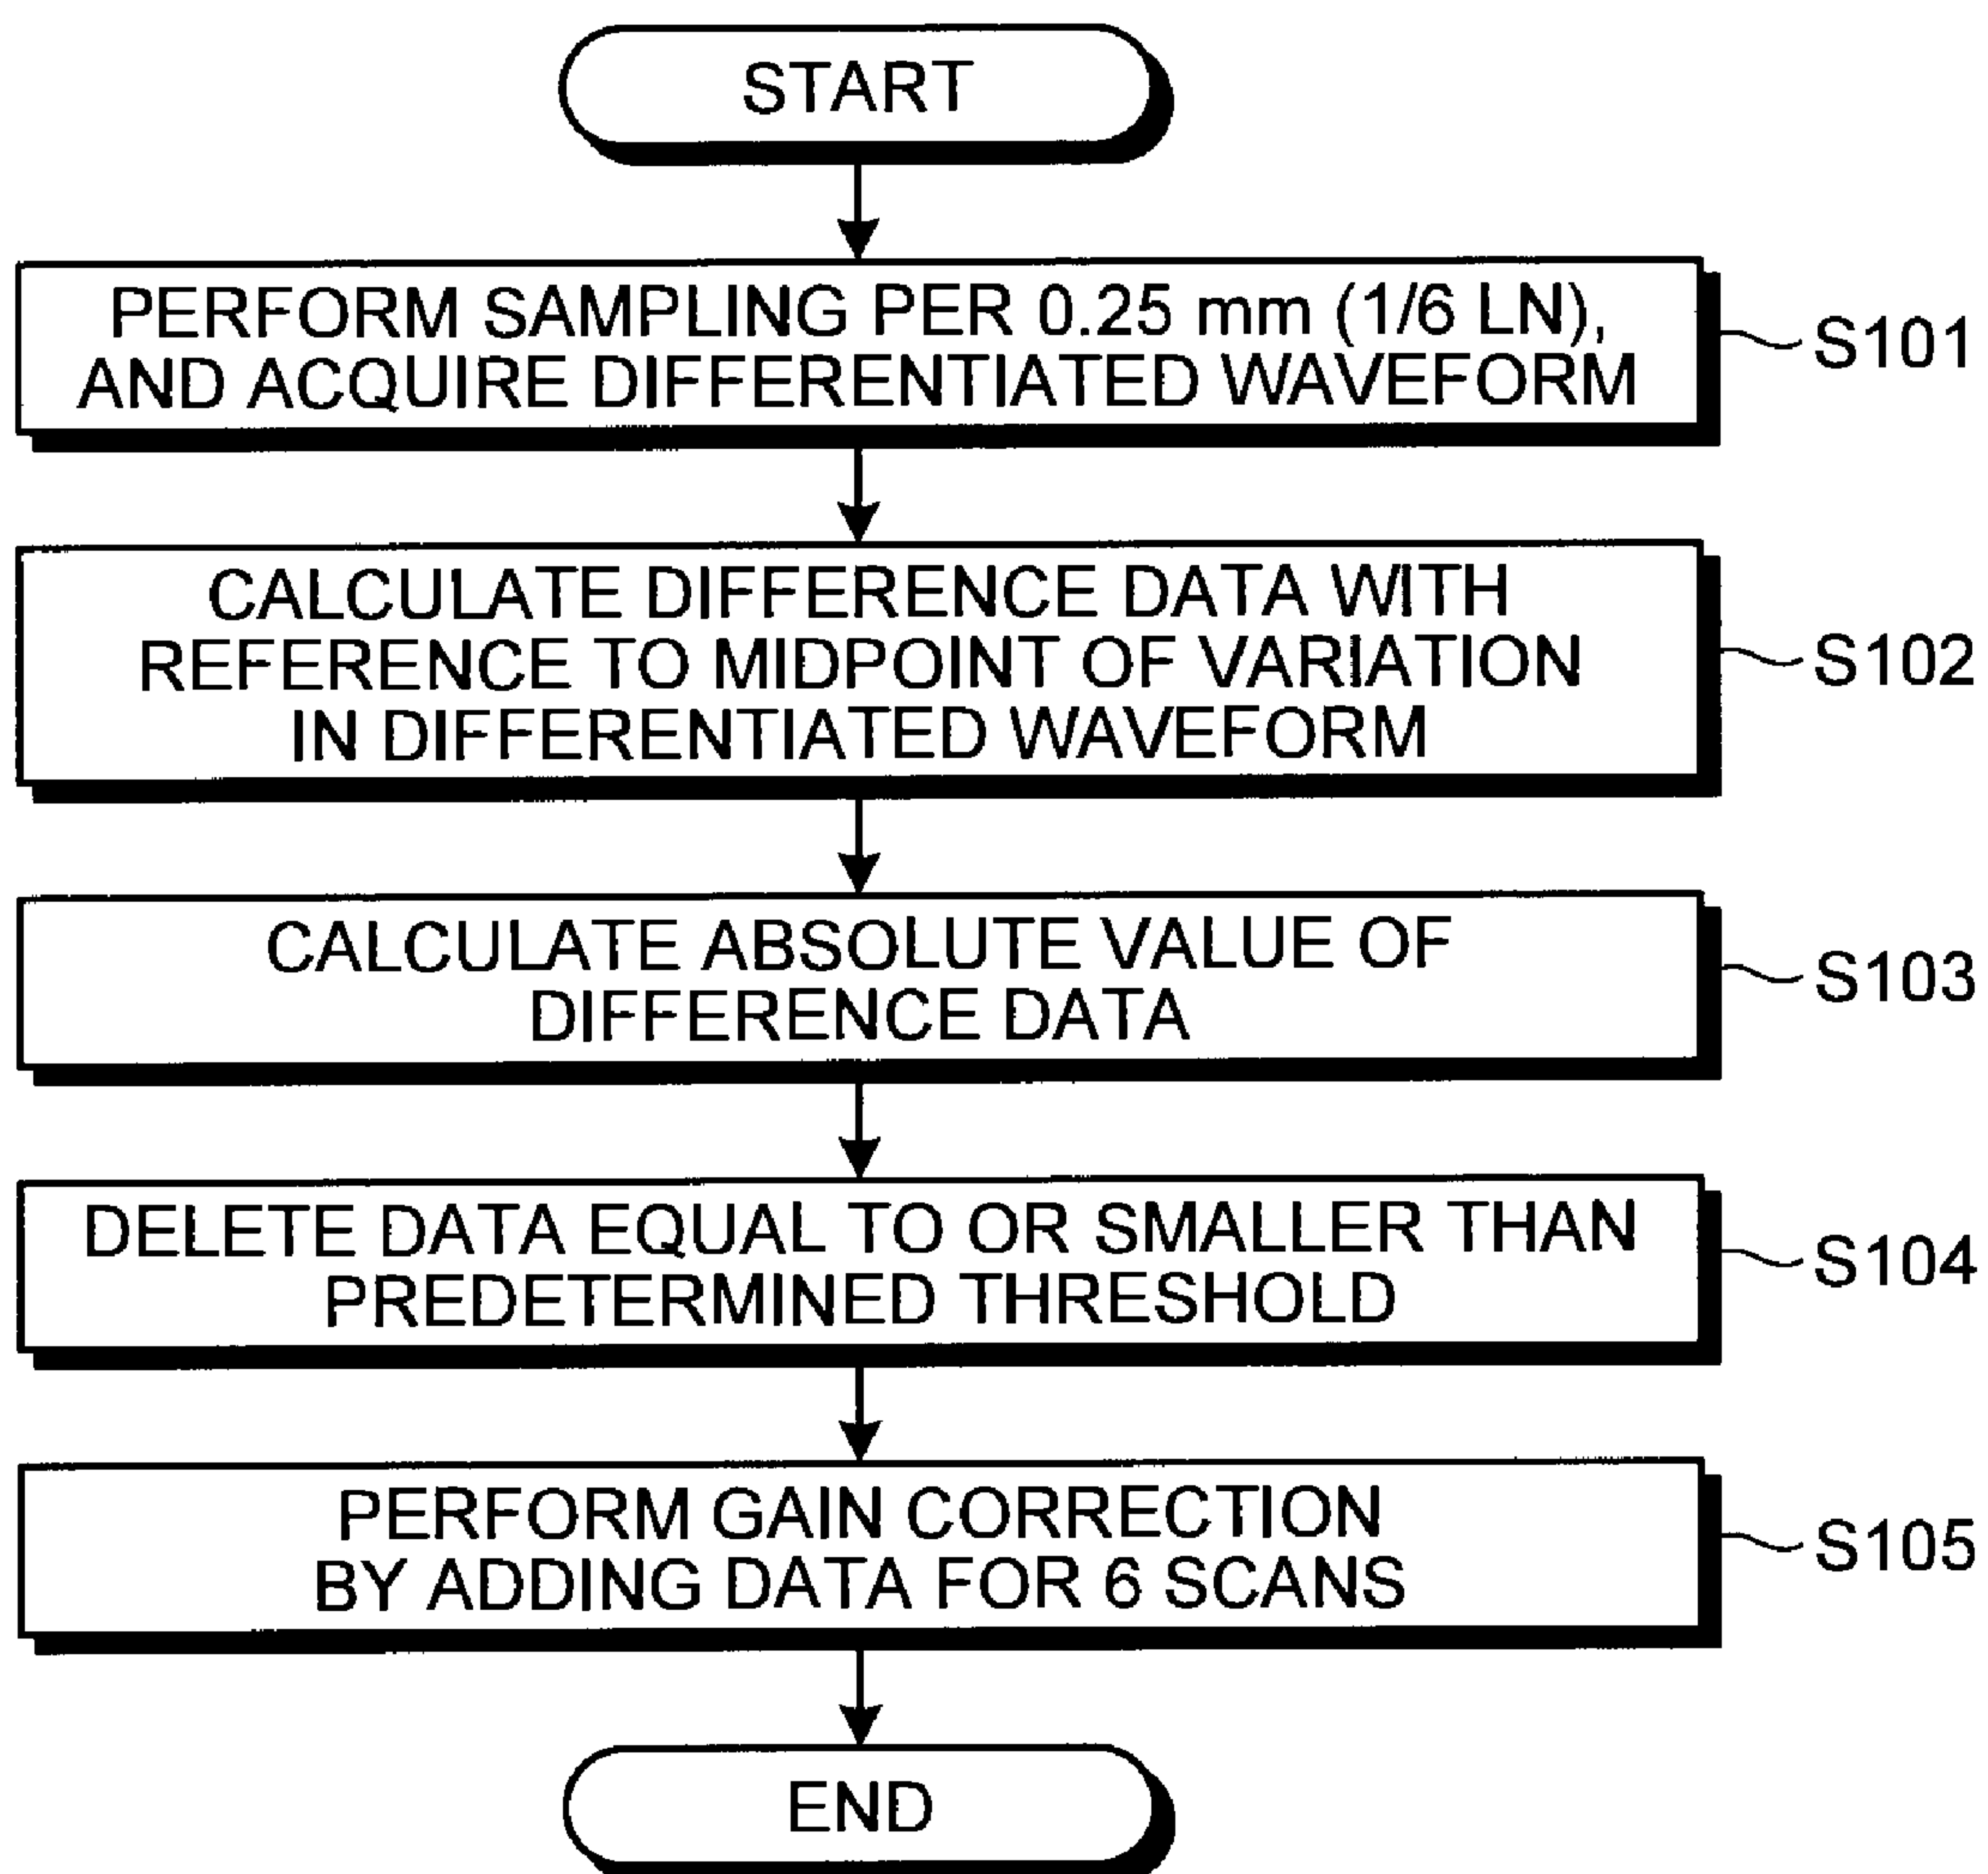 START
PERFORM SAMPLING PER 0.25 mm (1/6 LN),
AND ACQUIRE DIFFERENTIATED WAVEFORM
S101
CALCULATE DIFFERENCE DATA WITH
REFERENCE TO MIDPOINT OF VARIATION
IN DIFFERENTIATED WAVEFORM
S102
CALCULATE ABSOLUTE VALUE OF
DIFFERENCE DATA
S103
DELETE DATA EQUAL TO OR SMALLER THAN
PREDETERMINED THRESHOLD
S104
PERFORM GAIN CORRECTION
BY ADDING DATA FOR 6 SCANS
S105
END